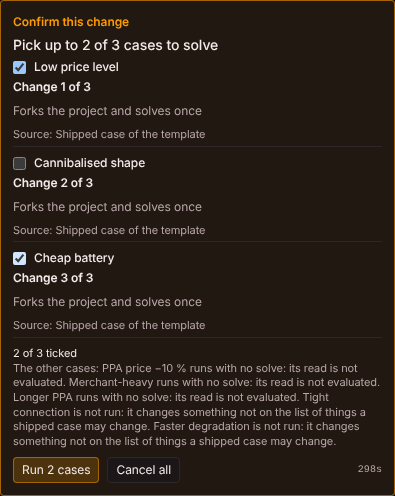 Confirm this change
Pick up to 2 of 3 cases to solve
Low price level
Change 1 of 3
Forks the project and solves once
Source: Shipped case of the template
Cannibalised shape
Change 2 of 3
Forks the project and solves once
Source: Shipped case of the template
Cheap battery
Change 3 of 3
Forks the project and solves once
Source: Shipped case of the template
2 of 3 ticked
The other cases: PPA price −10 % runs with no solve: its read is not
evaluated. Merchant-heavy runs with no solve: its read is not evaluated.
Longer PPA runs with no solve: its read is not evaluated. Tight
connection is not run: it changes something not on the list of things a
shipped case may change. Faster degradation is not run: it changes
something not on the list of things a shipped case may change.
Run 2 cases
Cancel all
298s